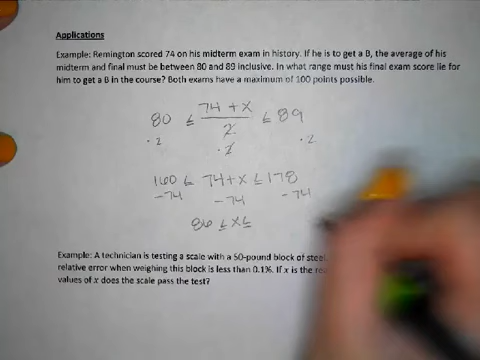 Applications
Example: Remington scored 74 on his midterm exam in history. If he is to get a B, the average of his
midterm and final must be between 80 and 89 inclusive. In what range must his final exam score lie for
him to get a B in the course? Both exams have a maximum of 100 points possible.
80 ≤ (74 + x)/2 ≤ 89
·2 ·2 ·2
160 ≤ 74 + x ≤ 178
-74 -74 -74
86 ≤ x ≤
Example: A technician is testing a scale with a 50-pound block of steel.
relative error when weighing this block is less than 0.1%. If x is the
values of x does the scale pass the test?